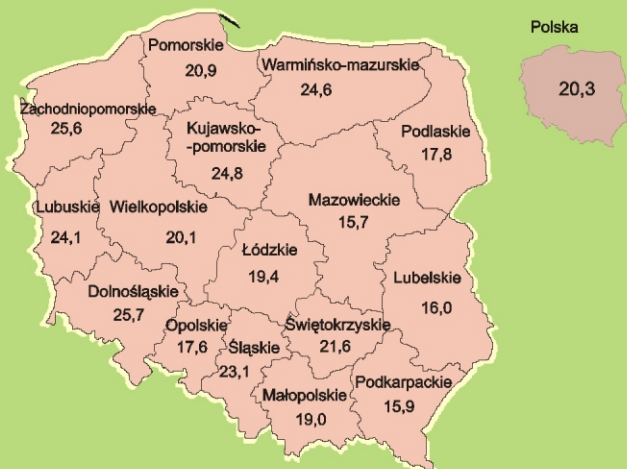 Polska
20,3
Pomorskie
20,9
Warmińsko-mazurskie
24,6
Zachodniopomorskie
25,6
Kujawsko-
-pomorskie
24,8
Podlaskie
17,8
Lubuskie
24,1
Wielkopolskie
20,1
Mazowieckie
15,7
Łódzkie
19,4
Lubelskie
16,0
Dolnośląskie
25,7
Opolskie
17,6
Śląskie
23,1
Świętokrzyskie
21,6
Małopolskie
19,0
Podkarpackie
15,9